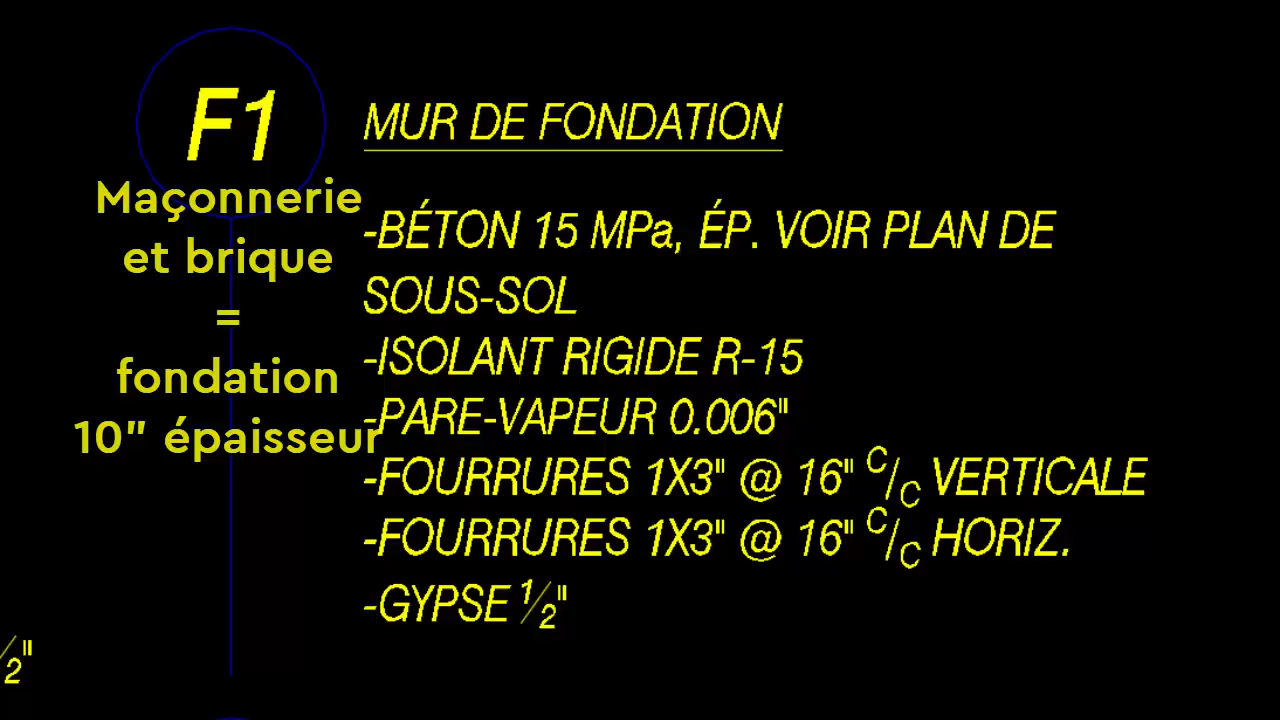 F1
MUR DE FONDATION
Maçonnerie
et brique
=
fondation
10" épaisseur
-BÉTON 15 MPa, ÉP. VOIR PLAN DE
SOUS-SOL
-ISOLANT RIGIDE R-15
-PARE-VAPEUR 0.006"
-FOURRURES 1X3" @ 16" C/C VERTICALE
-FOURRURES 1X3" @ 16" C/C HORIZ.
-GYPSE 1/2"
/2"